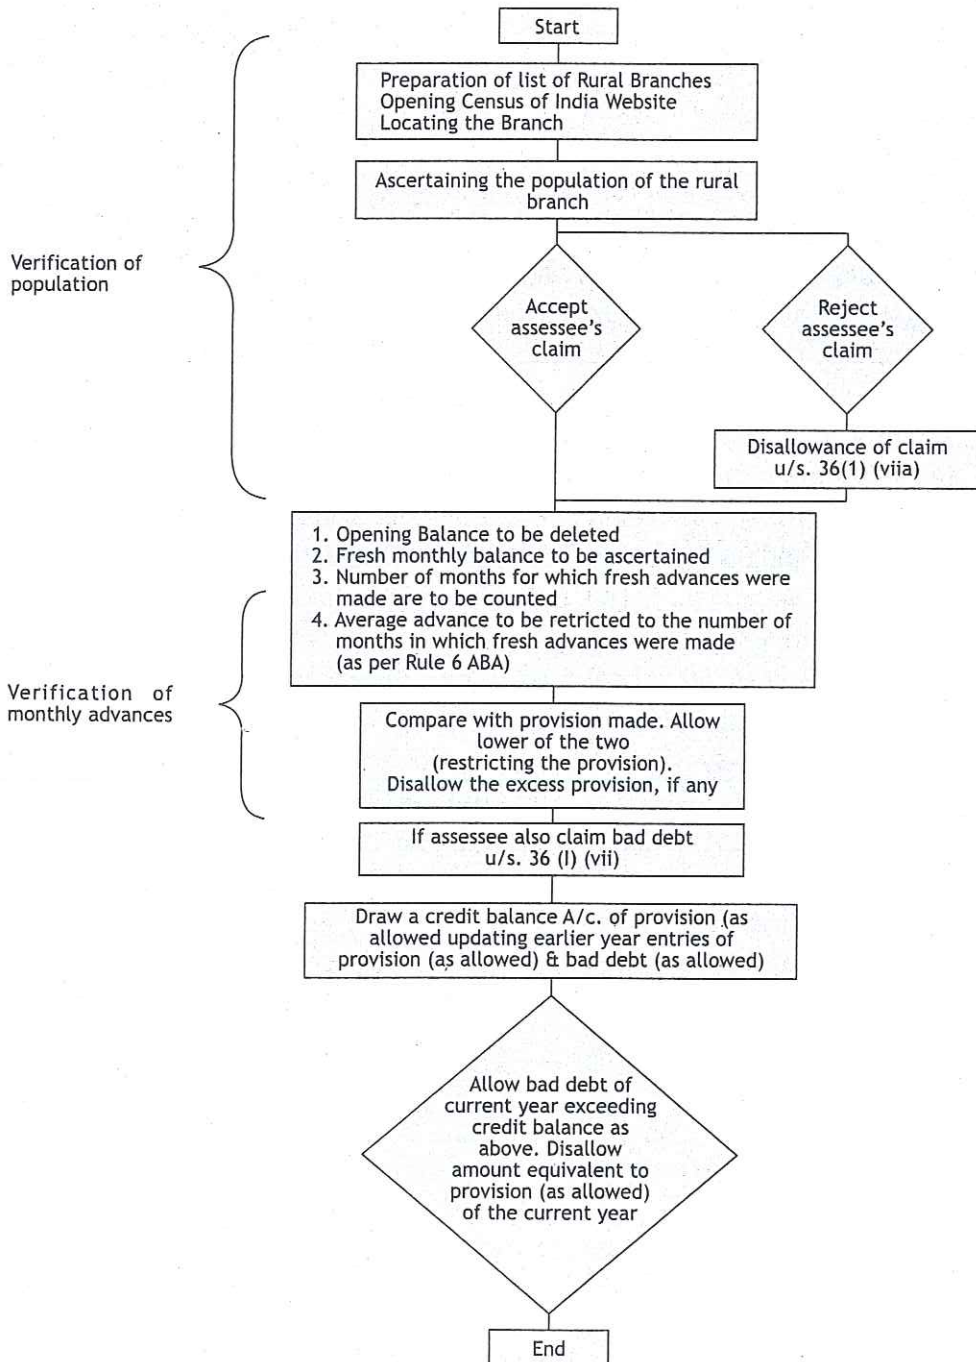 Start
Preparation of list of Rural Branches
Opening Census of India Website
Locating the Branch
Ascertaining the population of the rural
branch
Verification of
population
Accept
assessee's
claim
Reject
assessee's
claim
Disallowance of claim
u/s. 36(1) (viia)
1. Opening Balance to be deleted
2. Fresh monthly balance to be ascertained
3. Number of months for which fresh advances were
made are to be counted
4. Average advance to be retricted to the number of
months in which fresh advances were made
(as per Rule 6 ABA)
Verification of
monthly advances
Compare with provision made. Allow
lower of the two
(restricting the provision).
Disallow the excess provision, if any
If assessee also claim bad debt
u/s. 36 (I) (vii)
Draw a credit balance A/c. of provision (as
allowed updating earlier year entries of
provision (as allowed) & bad debt (as allowed)
Allow bad debt of
current year exceeding
credit balance as
above. Disallow
amount equivalent to
provision (as allowed)
of the current year
End